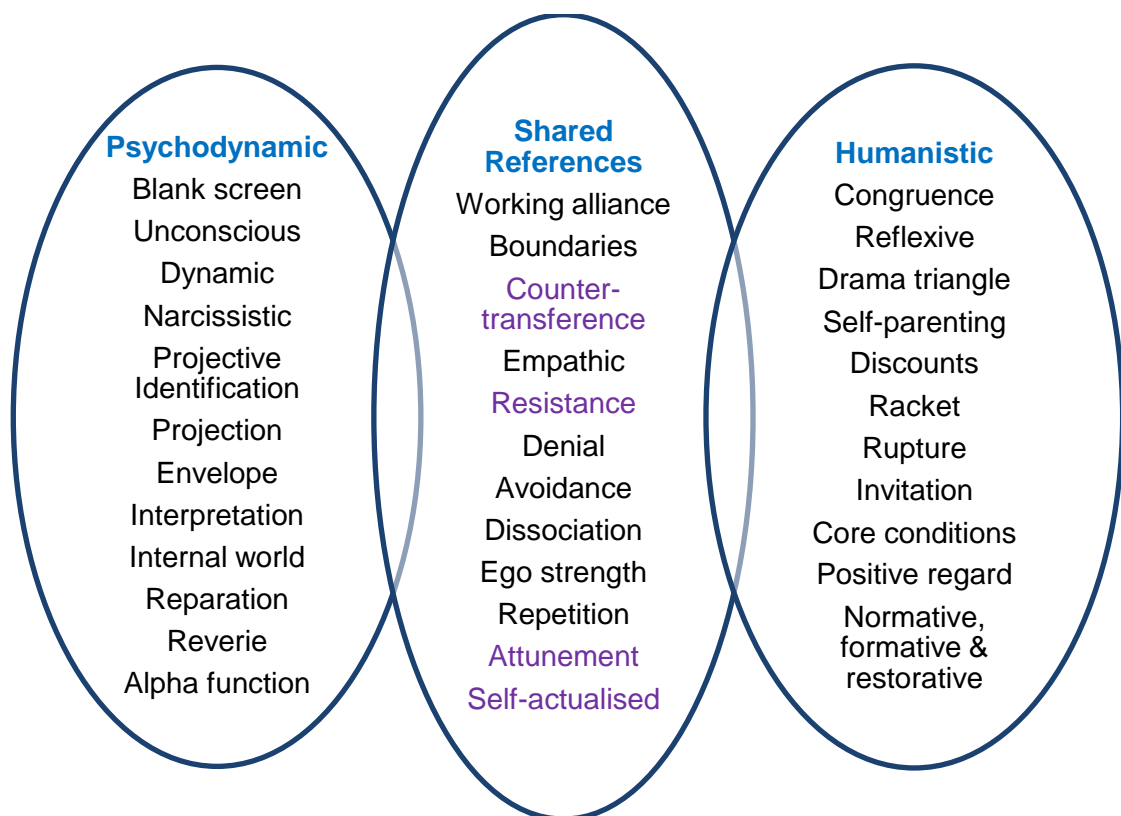 Psychodynamic
Blank screen
Unconscious
Dynamic
Narcissistic
Projective
Identification
Projection
Envelope
Interpretation
Internal world
Reparation
Reverie
Alpha function
Shared
References
Working alliance
Boundaries
Counter-
transference
Empathic
Resistance
Denial
Avoidance
Dissociation
Ego strength
Repetition
Attunement
Self-actualised
Humanistic
Congruence
Reflexive
Drama triangle
Self-parenting
Discounts
Racket
Rupture
Invitation
Core conditions
Positive regard
Normative,
formative &
restorative